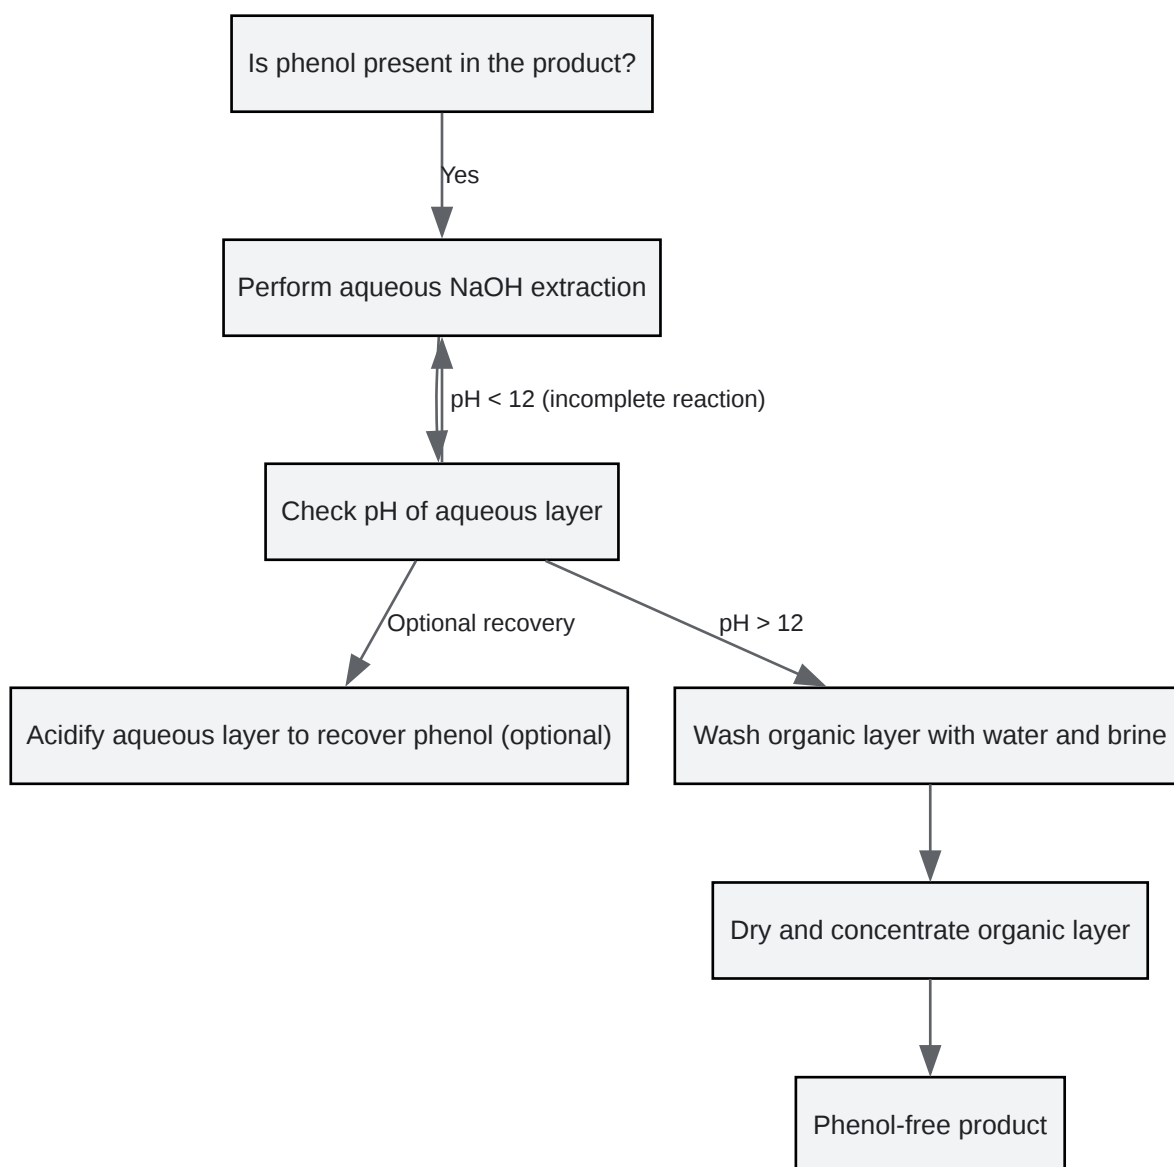 Is phenol present in the product?
Yes
Perform aqueous NaOH extraction
pH < 12 (incomplete reaction)
Check pH of aqueous layer
Optional recovery
pH > 12
Acidify aqueous layer to recover phenol (optional)
Wash organic layer with water and brine
Dry and concentrate organic layer
Phenol-free product